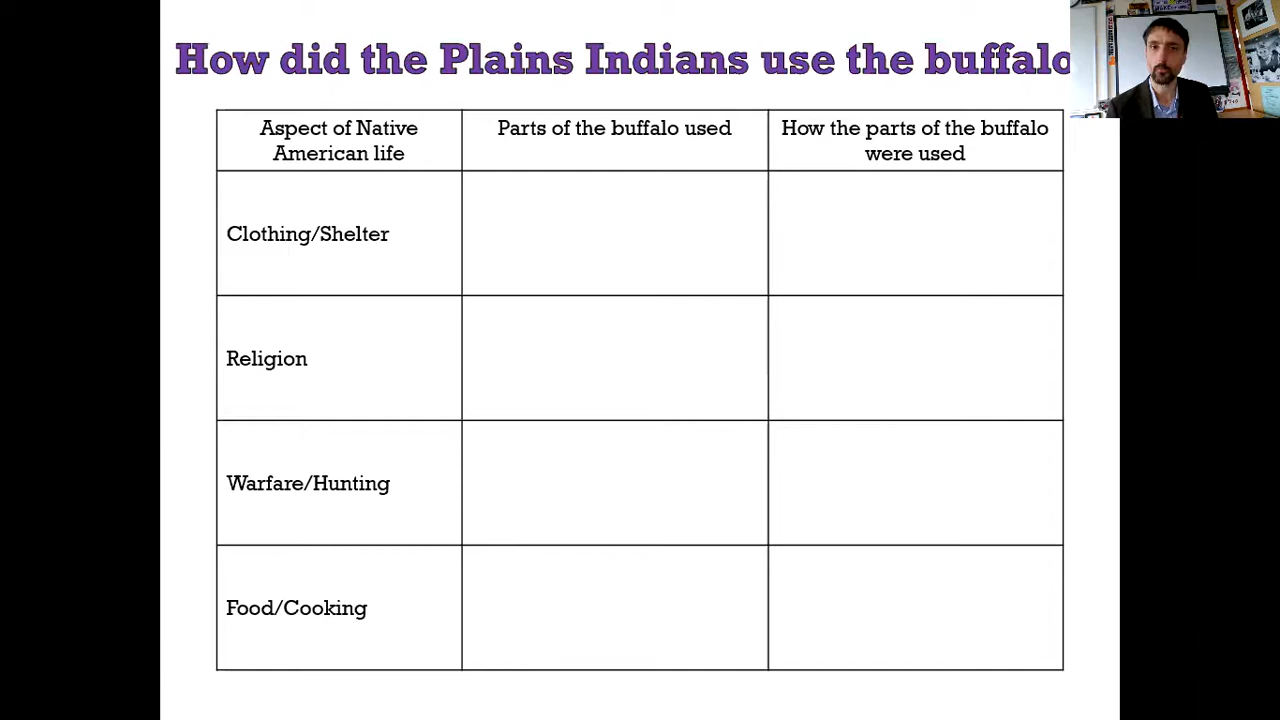 How did the Plains Indians use the buffalo
Aspect of Native
American life
Parts of the buffalo used
How the parts of the buffalo
were used
Clothing/Shelter
Religion
Warfare/Hunting
Food/Cooking